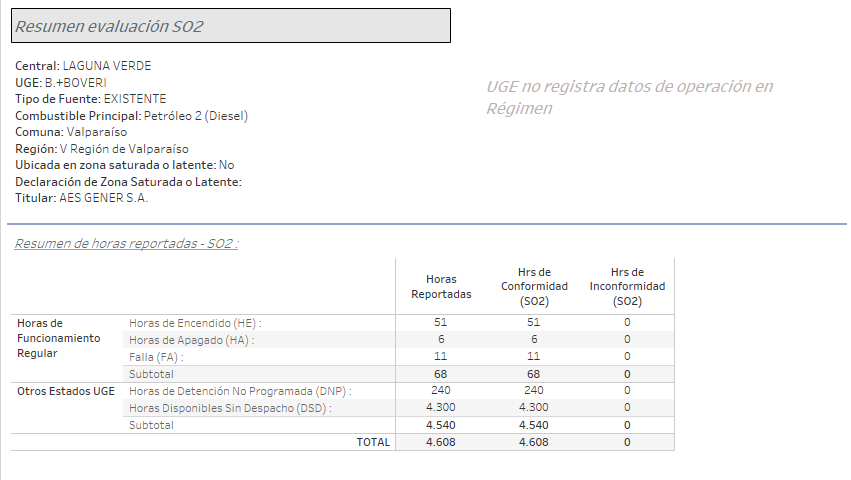 Resumen evaluación SO2
Central: LAGUNA VERDE
UGE: B.+BOVERI
Tipo de Fuente: EXISTENTE
Combustible Principal: Petróleo 2 (Diesel)
Comuna: Valparaíso
Región: V Región de Valparaíso
Ubicada en zona saturada o latente: No
Declaración de Zona Saturada o Latente:
Titular: AES GENER S.A.
UGE no registra datos de operación en
Régimen
Resumen de horas reportadas - SO2 :
Horas
Reportadas
Hrs de
Conformidad
(SO2)
Hrs de
Inconformidad
(SO2)
Horas de
Funcionamiento
Regular
Horas de Encendido (HE) : 51 51 0
Horas de Apagado (HA) : 6 6 0
Falla (FA) : 11 11 0
Subtotal 68 68 0
Otros Estados UGE Horas de Detención No Programada (DNP) : 240 240 0
Horas Disponibles Sin Despacho (DSD) : 4.300 4.300 0
Subtotal 4.540 4.540 0
TOTAL 4.608 4.608 0